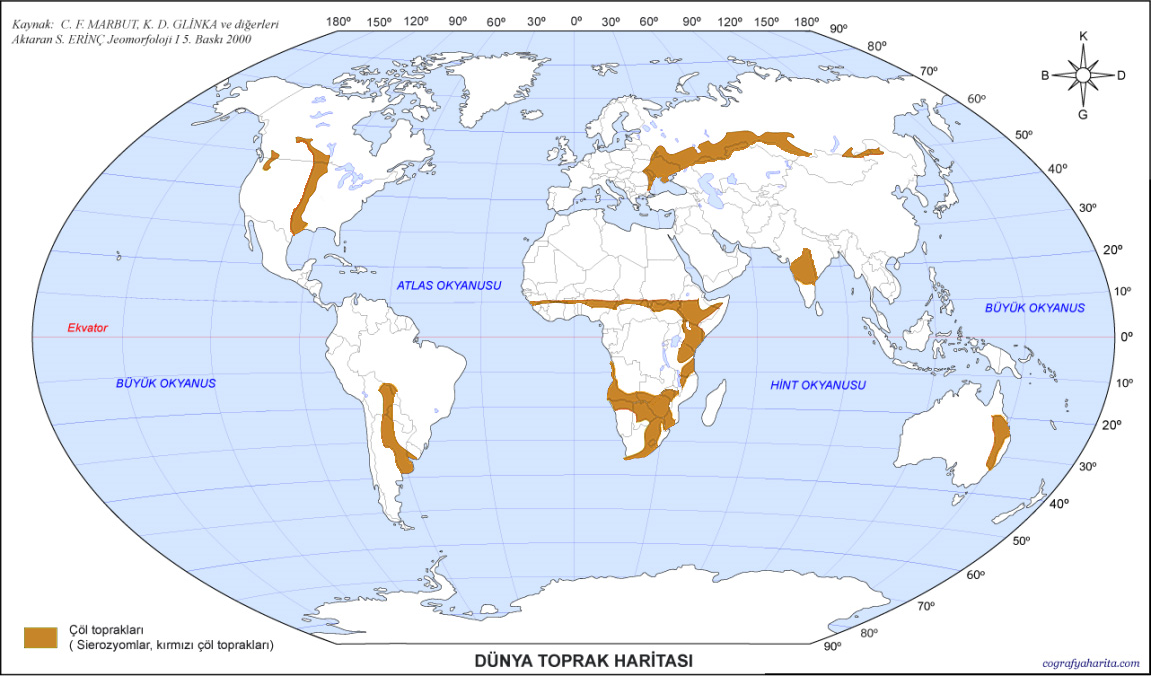 Kaynak: C. F. MARBUT, K. D. GLİNKA ve diğerleri
Aktaran S. ERİNÇ Jeomorfoloji I 5. Baskı 2000
180º 150º 120º 90º 60º 30º 0º 30º 60º 90º 120º 150º 180º
90º
80º
70º
60º
50º
40º
30º
20º
10º
0º
10º
20º
30º
40º
50º
60º
70º
80º
90º
K
B
D
G
ATLAS OKYANUSU
BÜYÜK OKYANUS
Ekvator
BÜYÜK OKYANUS
HİNT OKYANUSU
Çöl toprakları
( Sierozyomlar, kırmızı çöl toprakları)
DÜNYA TOPRAK HARİTASI
cografyaharita.com